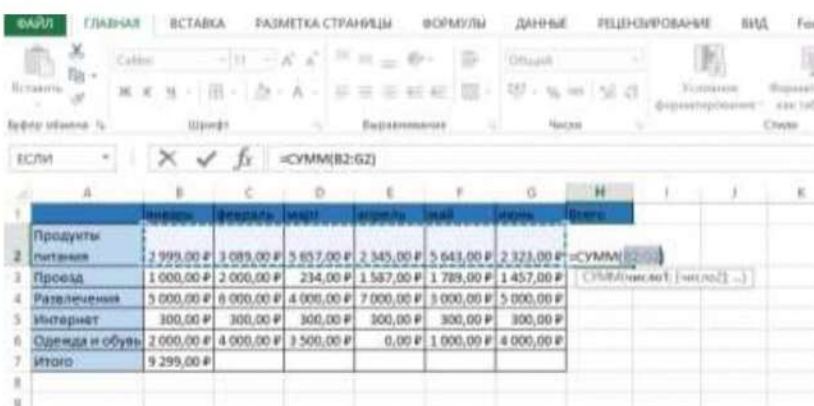 ФАЙЛ ГЛАВНАЯ ВСТАВКА РАЗМЕТКА СТРАНИЦЫ ФОРМУЛЫ ДАННЫЕ РЕЦЕНЗИРОВАНИЕ ВИД
Calibri 11 Общий
Вставить Ж К Ч Условное
форматирование
Буфер обмена Шрифт Выравнивание Число Стили
ЕСЛИ fx =СУММ(B2:G2)
A B C D E F G H I J K
1 январь февраль март апрель май июнь Всего
Продукты
2 питания 2 999,00 ₽ 3 089,00 ₽ 5 657,00 ₽ 2 345,00 ₽ 5 643,00 ₽ 2 323,00 ₽ =СУММ(B2:G2)
3 Проезд 1 000,00 ₽ 2 000,00 ₽ 234,00 ₽ 1 587,00 ₽ 1 789,00 ₽ 1 457,00 ₽ СУММ(число1; [число2]; ...)
4 Развлечения 5 000,00 ₽ 6 000,00 ₽ 4 000,00 ₽ 7 000,00 ₽ 3 000,00 ₽ 5 000,00 ₽
5 Интернет 300,00 ₽ 300,00 ₽ 300,00 ₽ 300,00 ₽ 300,00 ₽ 300,00 ₽
6 Одежда и обувь 2 000,00 ₽ 4 000,00 ₽ 3 500,00 ₽ 0,00 ₽ 1 000,00 ₽ 4 000,00 ₽
7 Итого 9 299,00 ₽
8
9